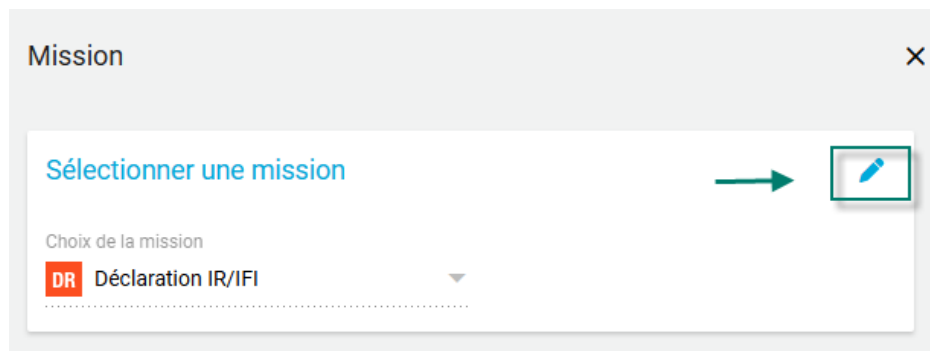 Mission
Sélectionner une mission
Choix de la mission
DR Déclaration IR/IFI